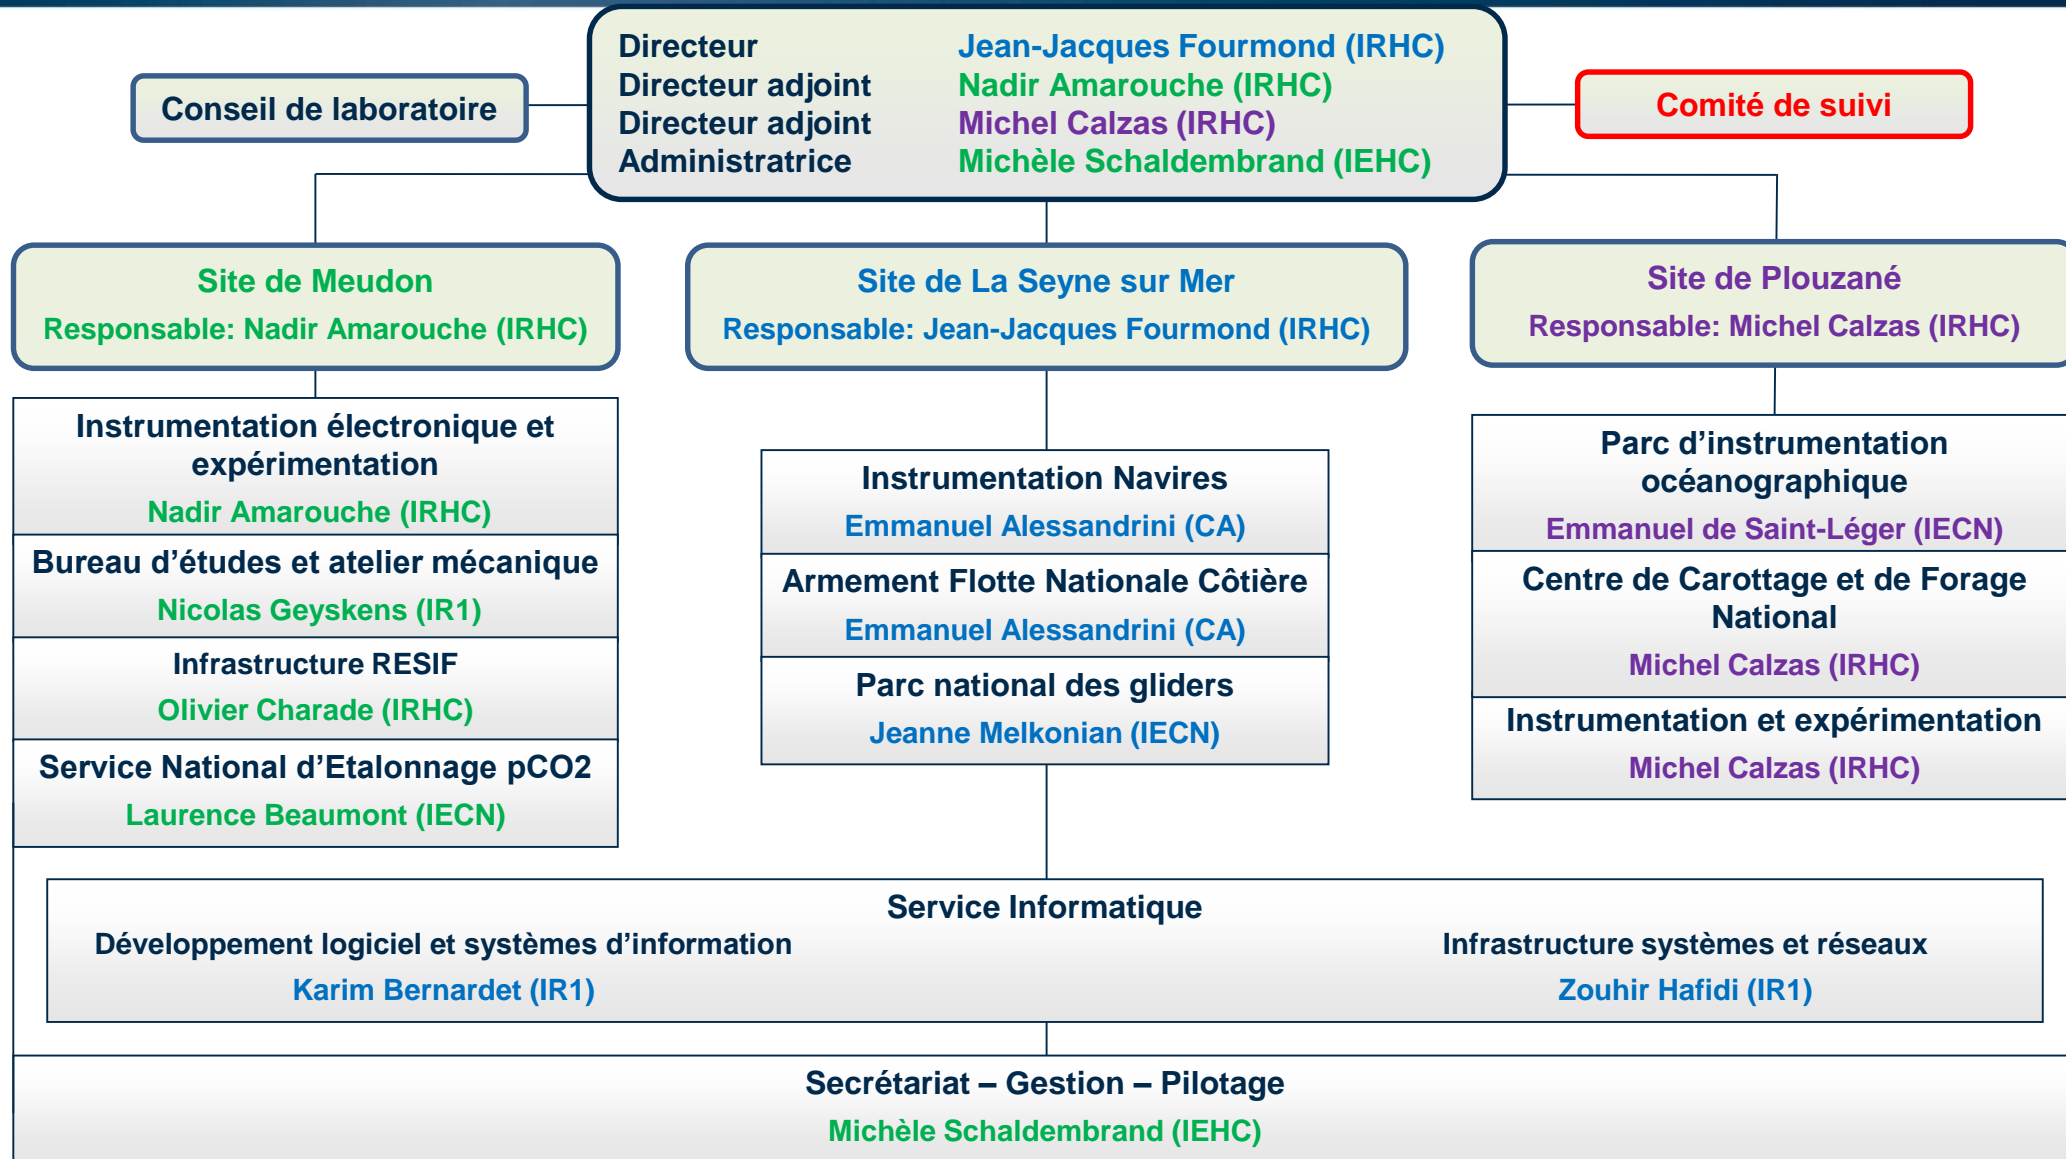 Directeur Jean-Jacques Fourmond (IRHC)
Directeur adjoint Nadir Amarouche (IRHC)
Directeur adjoint Michel Calzas (IRHC)
Administratrice Michèle Schaldembrand (IEHC)
Conseil de laboratoire
Comité de suivi
Site de Meudon
Responsable: Nadir Amarouche (IRHC)
Site de La Seyne sur Mer
Responsable: Jean-Jacques Fourmond (IRHC)
Site de Plouzané
Responsable: Michel Calzas (IRHC)
Instrumentation électronique et
expérimentation
Nadir Amarouche (IRHC)
Bureau d’études et atelier mécanique
Nicolas Geyskens (IR1)
Infrastructure RESIF
Olivier Charade (IRHC)
Service National d’Etalonnage pCO2
Laurence Beaumont (IECN)
Instrumentation Navires
Emmanuel Alessandrini (CA)
Armement Flotte Nationale Côtière
Emmanuel Alessandrini (CA)
Parc national des gliders
Jeanne Melkonian (IECN)
Parc d’instrumentation
océanographique
Emmanuel de Saint-Léger (IECN)
Centre de Carottage et de Forage
National
Michel Calzas (IRHC)
Instrumentation et expérimentation
Michel Calzas (IRHC)
Service Informatique
Développement logiciel et systèmes d’information
Karim Bernardet (IR1)
Infrastructure systèmes et réseaux
Zouhir Hafidi (IR1)
Secrétariat – Gestion – Pilotage
Michèle Schaldembrand (IEHC)